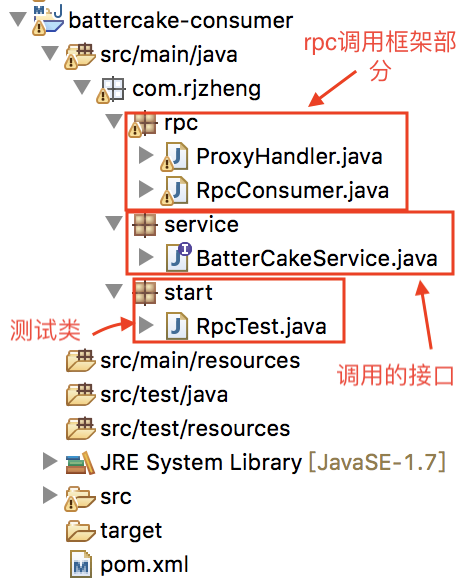 battercake-consumer
src/main/java
rpc调用框架部
分
com.rjzheng
rpc
ProxyHandler.java
RpcConsumer.java
service
BatterCakeService.java
start
测试类
RpcTest.java
调用的接口
src/main/resources
src/test/java
src/test/resources
JRE System Library [JavaSE-1.7]
src
target
pom.xml